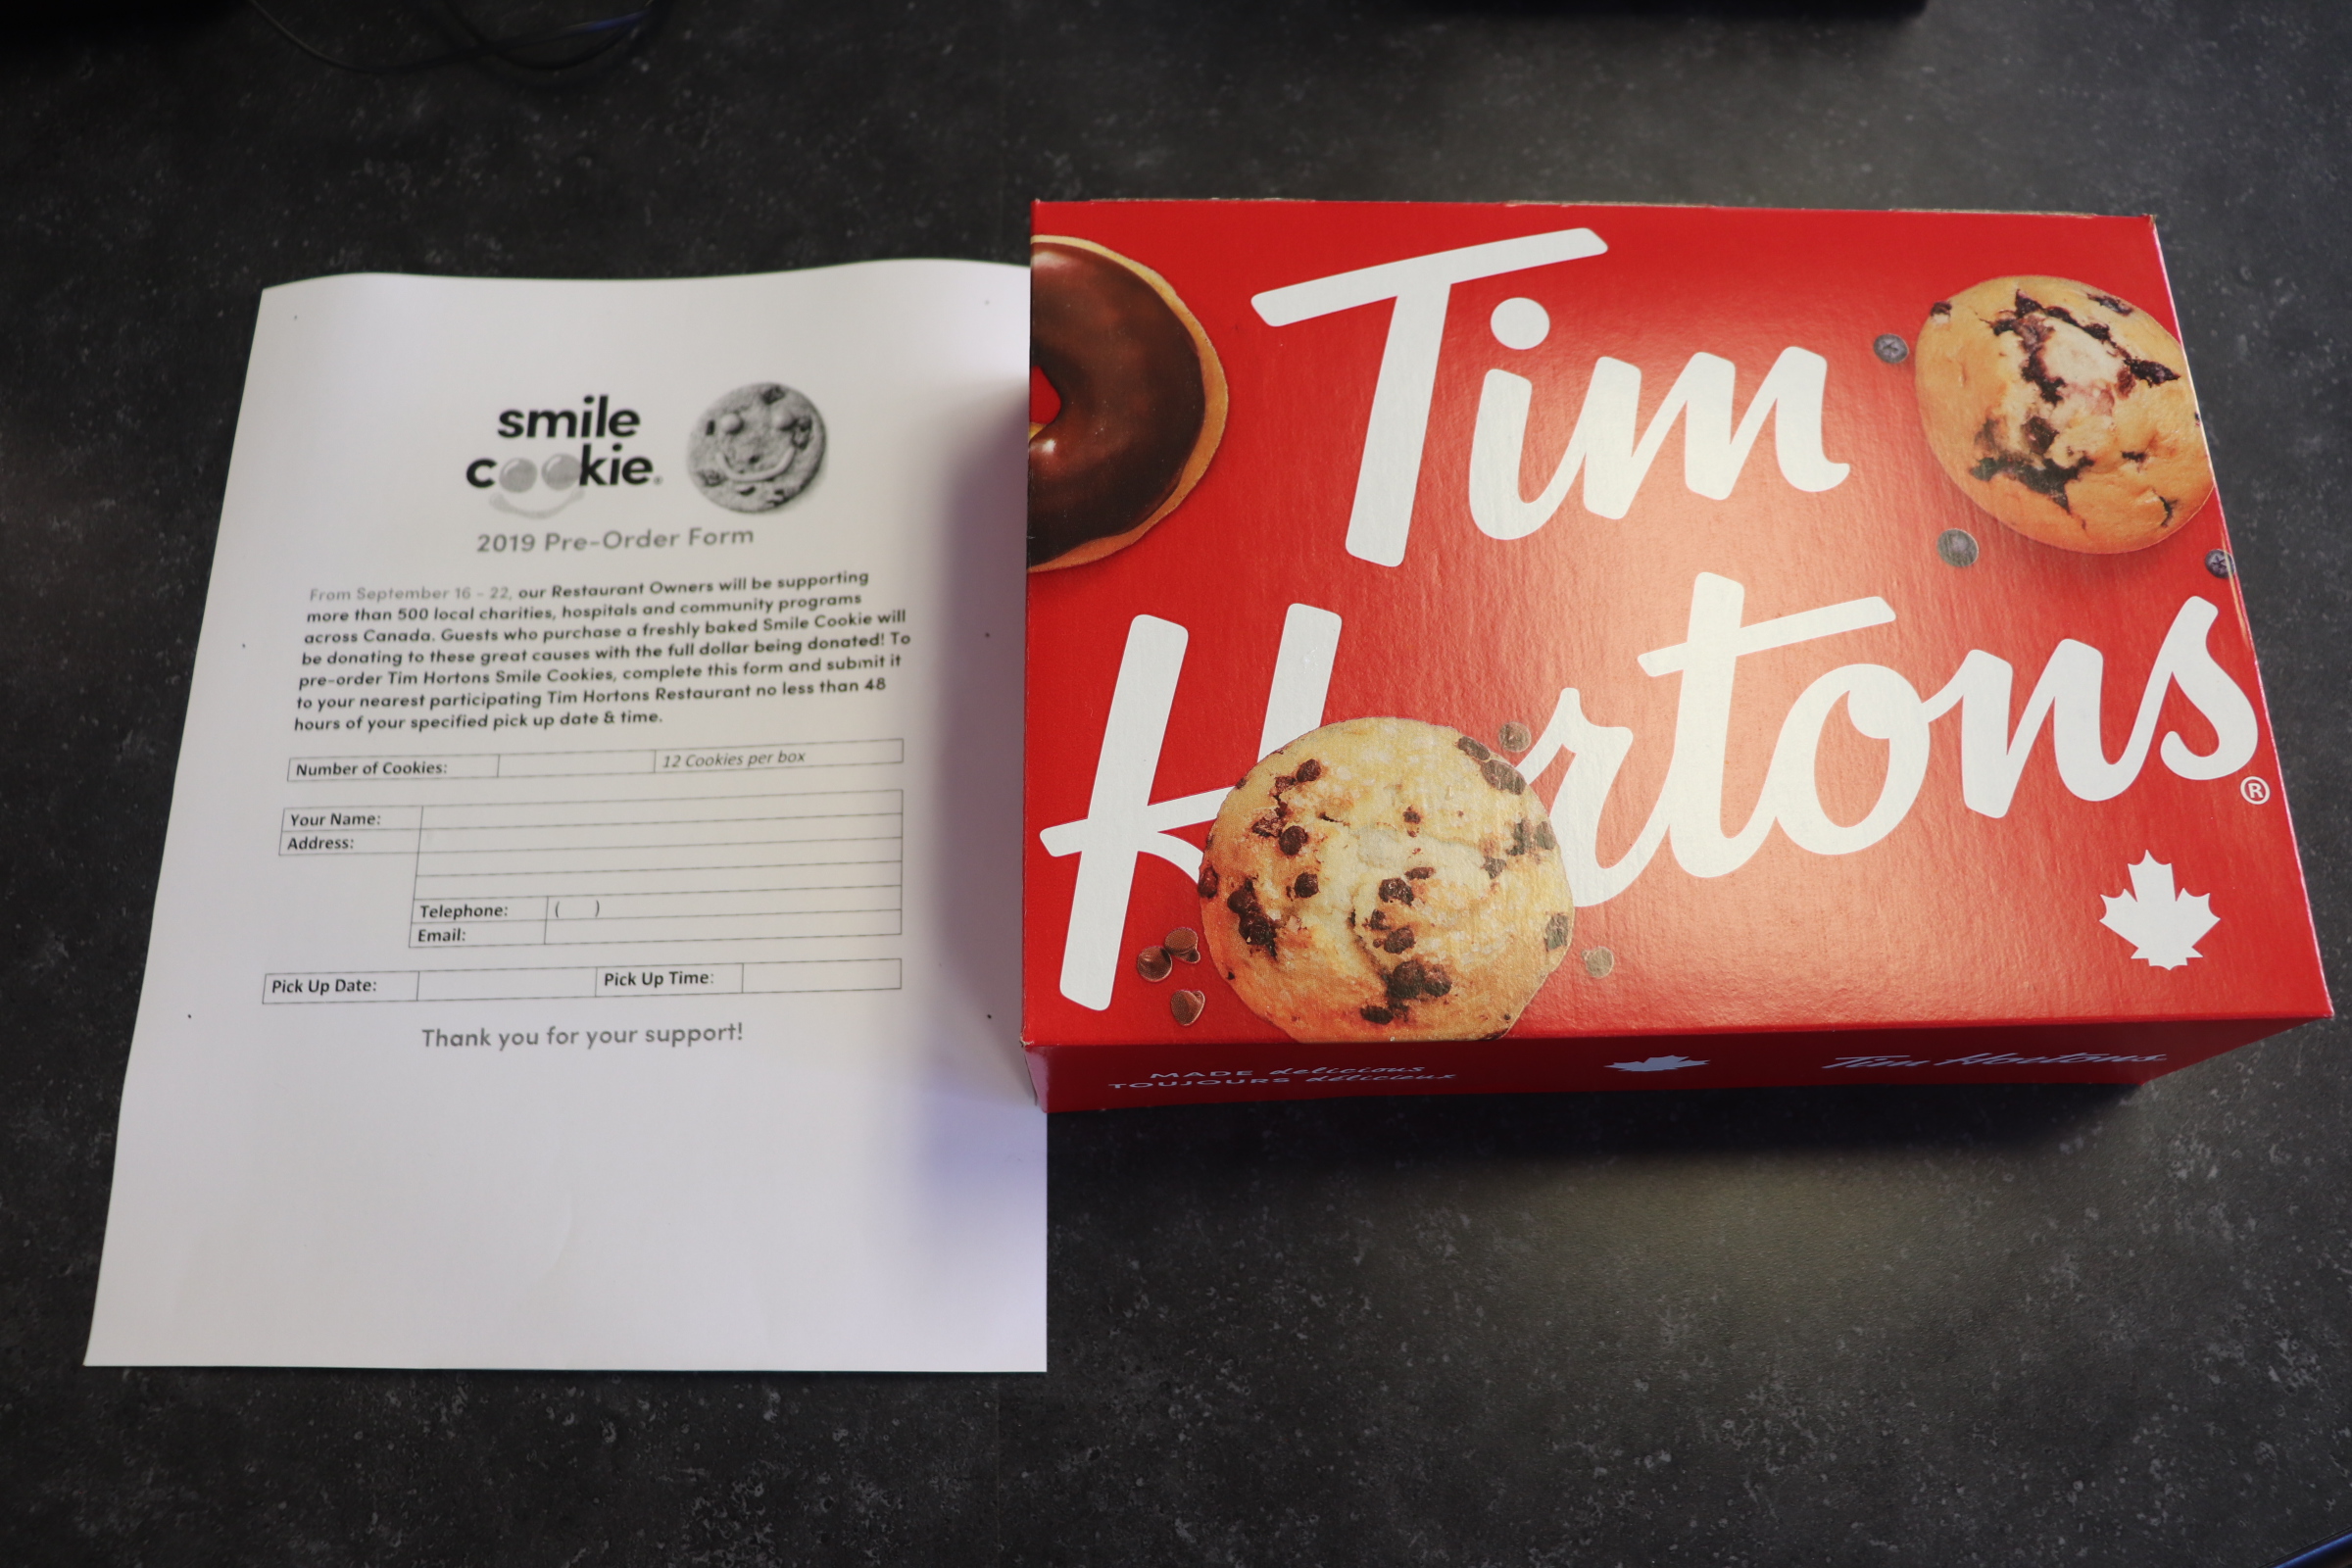 smile
cookie®
2019 Pre-Order Form
From September 16 - 22, our Restaurant Owners will be supporting
more than 500 local charities, hospitals and community programs
across Canada. Guests who purchase a freshly baked Smile Cookie will
be donating to these great causes with the full dollar being donated! To
pre-order Tim Hortons Smile Cookies, complete this form and submit it
to your nearest participating Tim Hortons Restaurant no less than 48
hours of your specified pick up date & time.
Number of Cookies: 12 Cookies per box
Your Name:
Address:
Telephone: ( )
Email:
Pick Up Date: Pick Up Time:
Thank you for your support!
Tim
Hortons®
MADE delicious
TOUJOURS délicieux
Tim Hortons